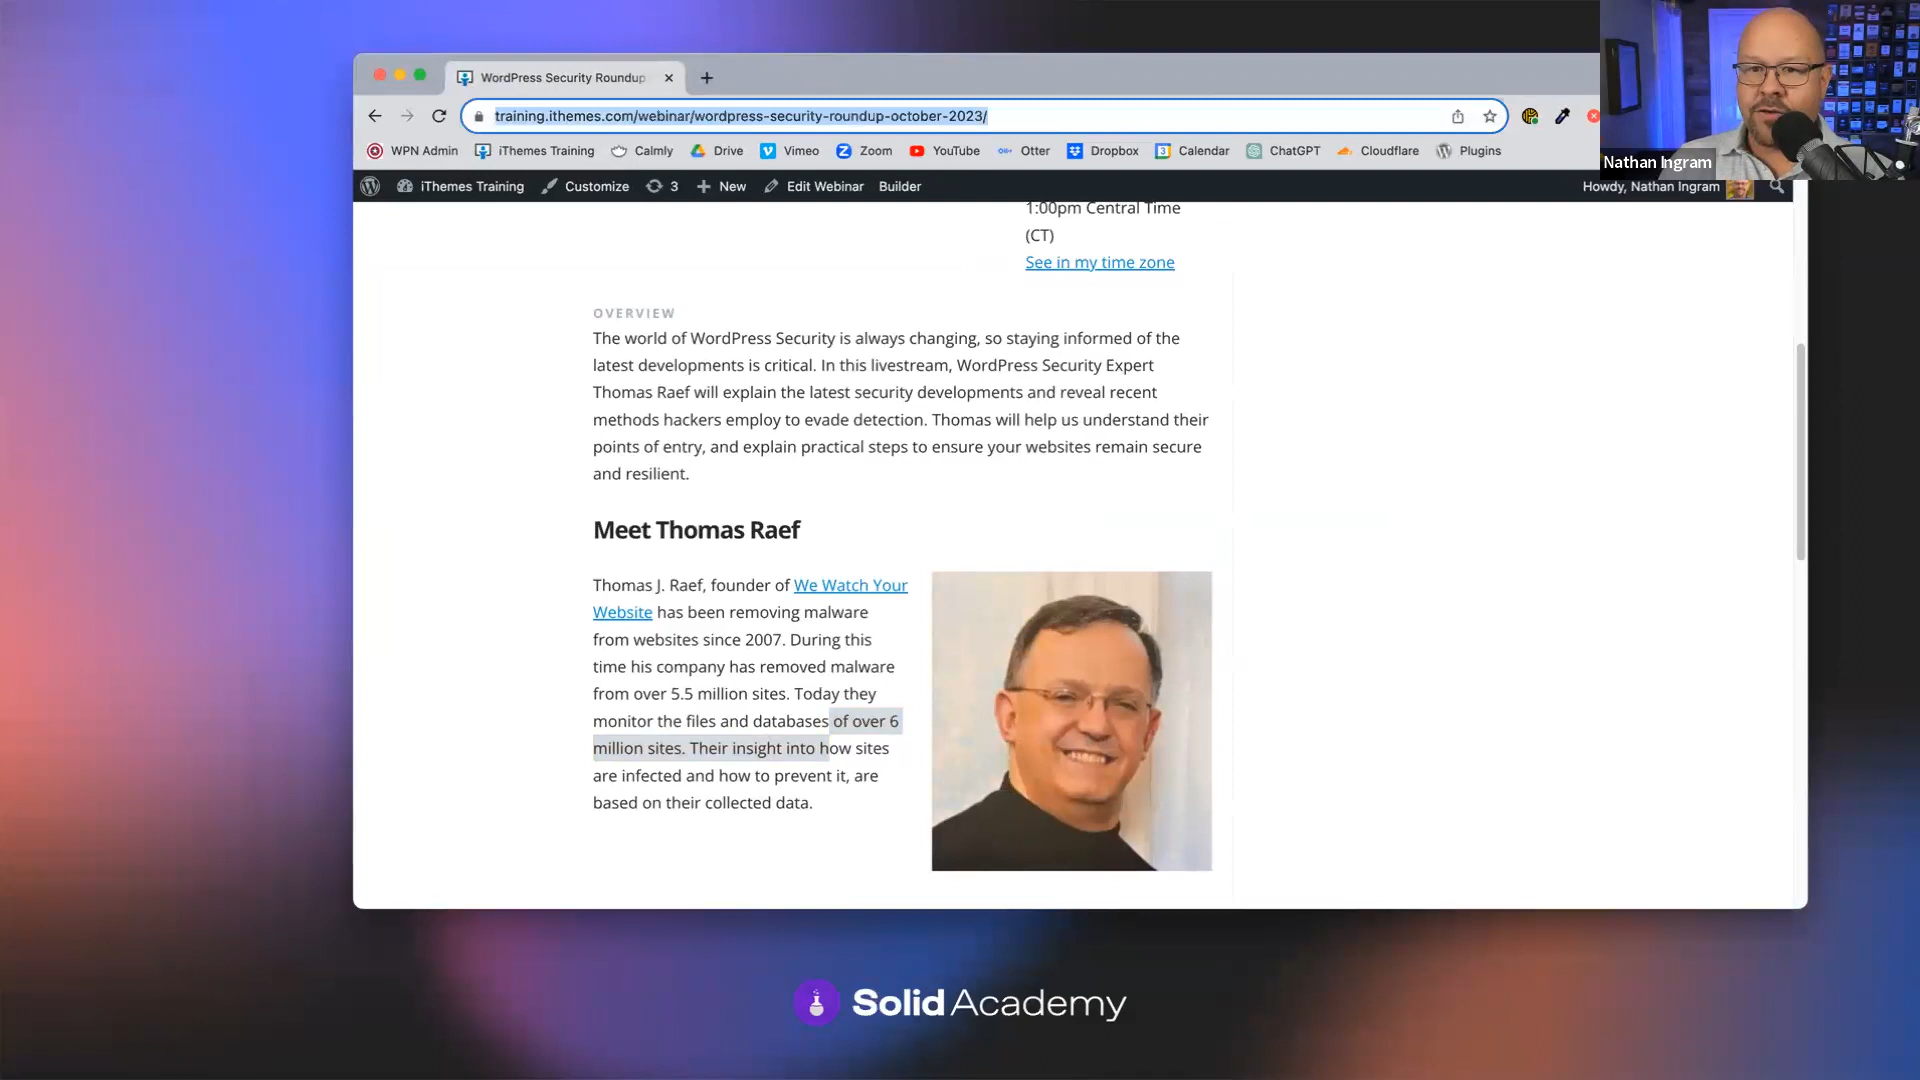 WordPress Security Roundup
training.ithemes.com/webinar/wordpress-security-roundup-october-2023/
WPN Admin iThemes Training Calmly Drive Vimeo Zoom YouTube Otter Dropbox Calendar ChatGPT Cloudflare Plugins
Nathan Ingram
iThemes Training Customize 3 New Edit Webinar Builder Howdy, Nathan Ingram
1:00pm Central Time
(CT)
See in my time zone
OVERVIEW
The world of WordPress Security is always changing, so staying informed of the
latest developments is critical. In this livestream, WordPress Security Expert
Thomas Raef will explain the latest security developments and reveal recent
methods hackers employ to evade detection. Thomas will help us understand their
points of entry, and explain practical steps to ensure your websites remain secure
and resilient.
Meet Thomas Raef
Thomas J. Raef, founder of We Watch Your
Website has been removing malware
from websites since 2007. During this
time his company has removed malware
from over 5.5 million sites. Today they
monitor the files and databases of over 6
million sites. Their insight into how sites
are infected and how to prevent it, are
based on their collected data.
Solid Academy